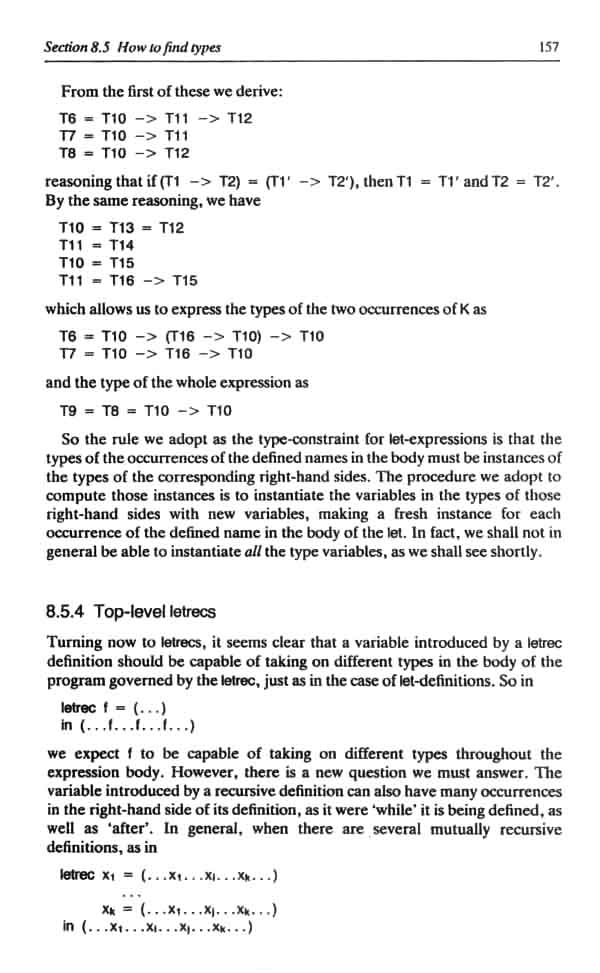 Section 8.5 How to find types 157
From the first of these we derive:
T6 = T10 -> T11 -> T12
T7 = T10 -> T11
T8 = T10 -> T12
reasoning that if (T1 -> T2) = (T1' -> T2'), then T1 = T1' and T2 = T2'.
By the same reasoning, we have
T10 = T13 = T12
T11 = T14
T10 = T15
T11 = T16 -> T15
which allows us to express the types of the two occurrences of K as
T6 = T10 -> (T16 -> T10) -> T10
T7 = T10 -> T16 -> T10
and the type of the whole expression as
T9 = T8 = T10 -> T10
So the rule we adopt as the type-constraint for let-expressions is that the
types of the occurrences of the defined names in the body must be instances of
the types of the corresponding right-hand sides. The procedure we adopt to
compute those instances is to instantiate the variables in the types of those
right-hand sides with new variables, making a fresh instance for each
occurrence of the defined name in the body of the let. In fact, we shall not in
general be able to instantiate all the type variables, as we shall see shortly.
8.5.4 Top-level letrecs
Turning now to letrecs, it seems clear that a variable introduced by a letrec
definition should be capable of taking on different types in the body of the
program governed by the letrec, just as in the case of let-definitions. So in
letrec f = (...)
in (...f...f...f...)
we expect f to be capable of taking on different types throughout the
expression body. However, there is a new question we must answer. The
variable introduced by a recursive definition can also have many occurrences
in the right-hand side of its definition, as it were 'while' it is being defined, as
well as 'after'. In general, when there are several mutually recursive
definitions, as in
letrec x₁ = (...x₁...xⱼ...xₖ...)
...
xₖ = (...x₁...xⱼ...xₖ...)
in (...x₁...xᵢ...xⱼ...xₖ...)